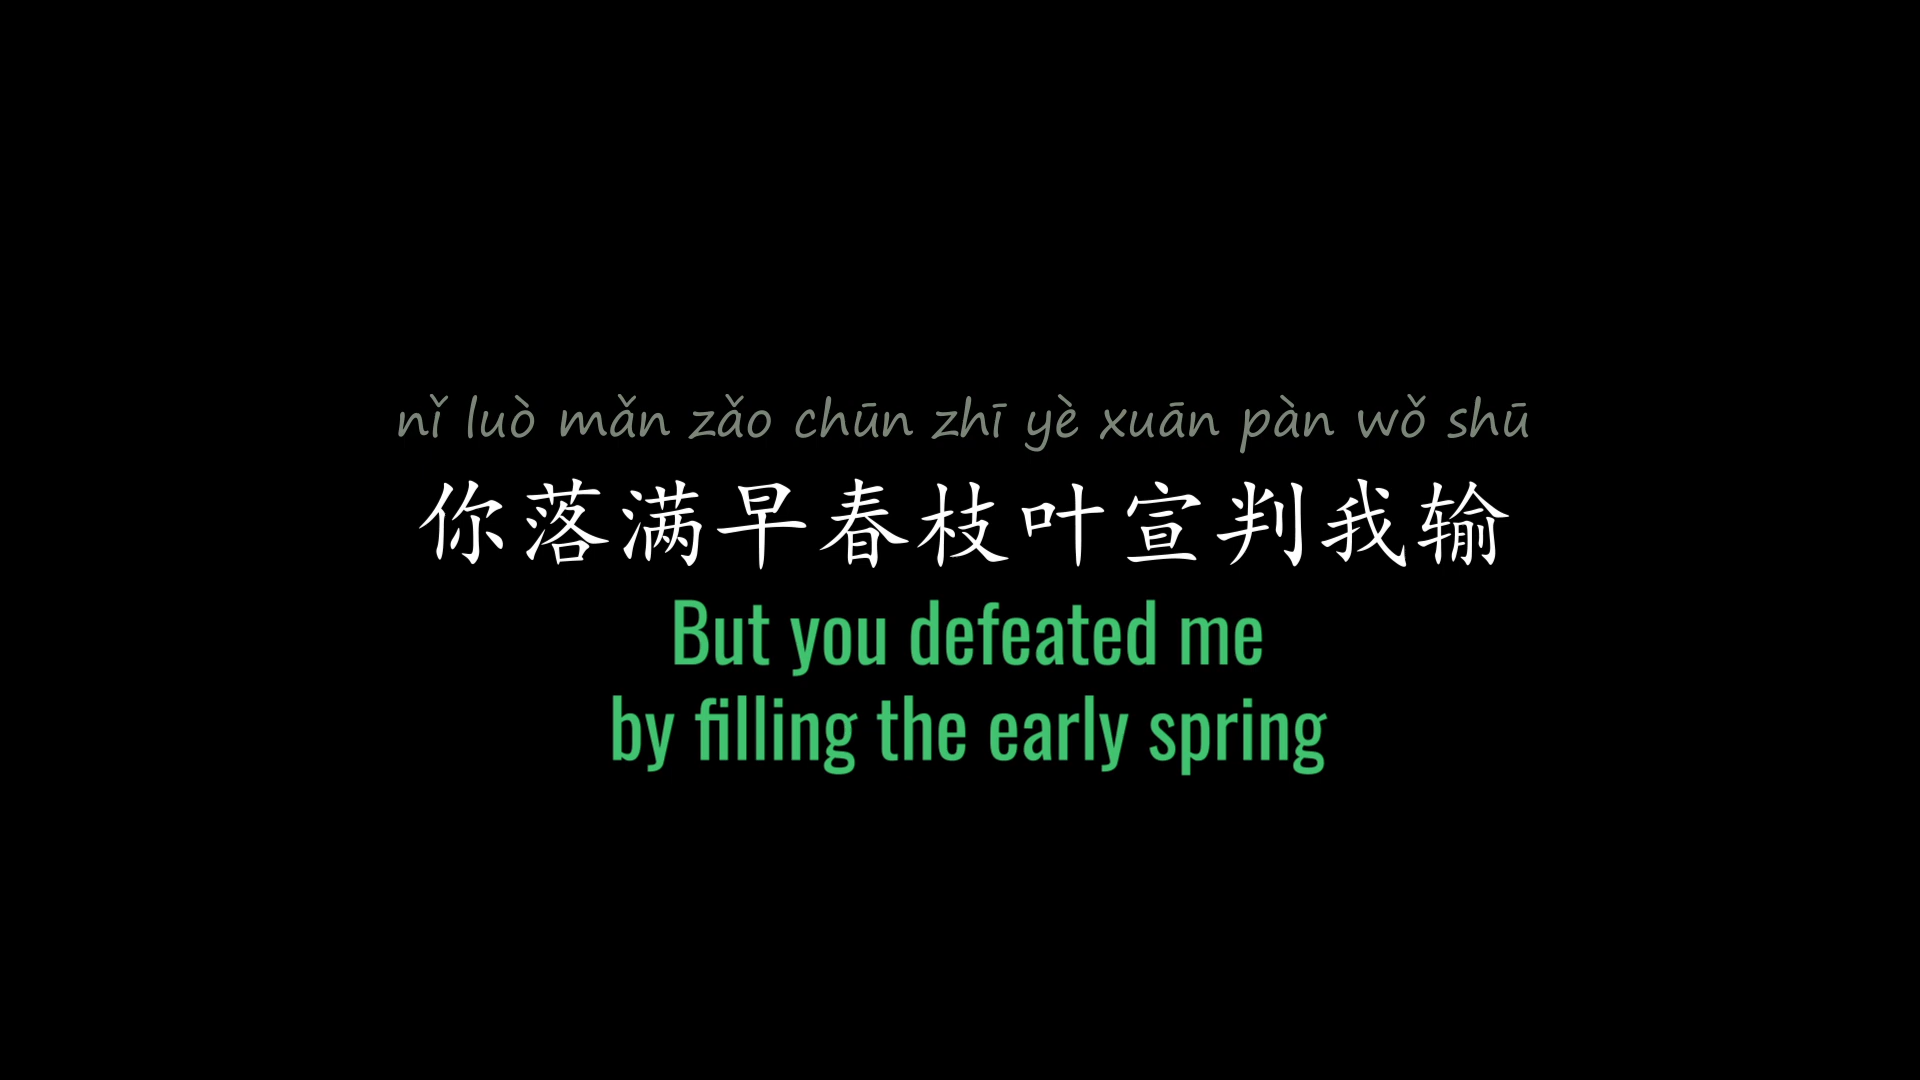 nǐ luò mǎn zǎo chūn zhī yè xuān pàn wǒ shū
你落满早春枝叶宣判我输
But you defeated me
by filling the early spring